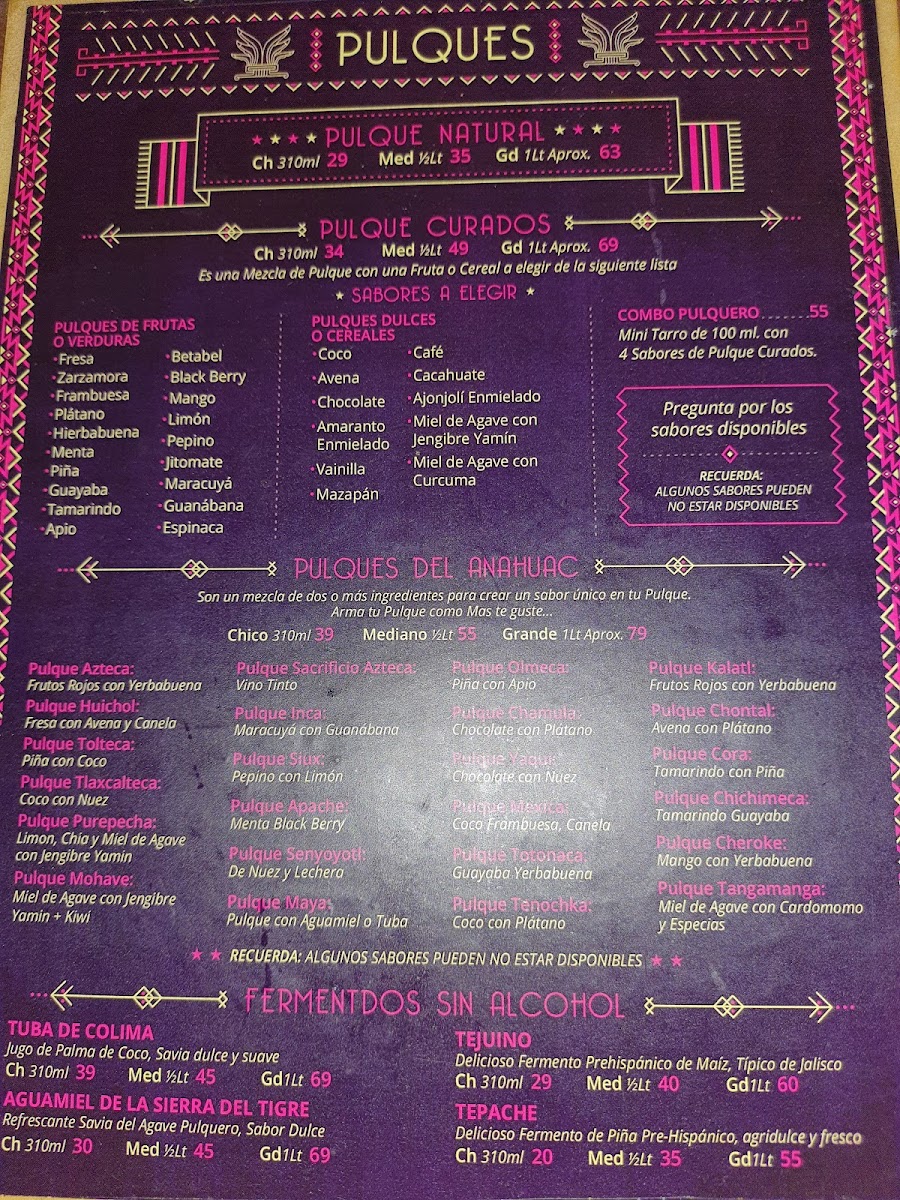 PULQUES
PULQUE NATURAL
Ch 310ml 29 Med ½Lt 35 Gd 1Lt Aprox. 63
PULQUE CURADOS
Ch 310ml 34 Med ½Lt 49 Gd 1Lt Aprox. 69
Es una Mezcla de Pulque con una Fruta o Cereal a elegir de la siguiente lista
SABORES A ELEGIR
PULQUES DE FRUTAS
O VERDURAS
·Fresa
·Zarzamora
·Frambuesa
·Plátano
·Hierbabuena
·Menta
·Piña
·Guayaba
·Tamarindo
·Apio
·Betabel
·Black Berry
·Mango
·Limón
·Pepino
·Jitomate
·Maracuyá
·Guanábana
·Espinaca
PULQUES DULCES
O CEREALES
·Coco
·Avena
·Chocolate
·Amaranto
Enmielado
·Vainilla
·Mazapán
·Café
·Cacahuate
·Ajonjolí Enmielado
·Miel de Agave con
Jengibre Yamín
·Miel de Agave con
Curcuma
COMBO PULQUERO.......55
Mini Tarro de 100 ml. con
4 Sabores de Pulque Curados.
Pregunta por los
sabores disponibles
RECUERDA:
ALGUNOS SABORES PUEDEN
NO ESTAR DISPONIBLES
PULQUES DEL ANAHUAC
Son un mezcla de dos o más ingredientes para crear un sabor único en tu Pulque.
Arma tu Pulque como Mas te guste...
Chico 310ml 39 Mediano ½Lt 55 Grande 1Lt Aprox. 79
Pulque Azteca:
Frutos Rojos con Yerbabuena
Pulque Huichol:
Fresa con Avena y Canela
Pulque Tolteca:
Piña con Coco
Pulque Tlaxcalteca:
Coco con Nuez
Pulque Purepecha:
Limon, Chia y Miel de Agave
con Jengibre Yamin
Pulque Mohave:
Miel de Agave con Jengibre
Yamin + Kiwi
Pulque Sacrificio Azteca:
Vino Tinto
Pulque Inca:
Maracuyá con Guanábana
Pulque Siux:
Pepino con Limón
Pulque Apache:
Menta Black Berry
Pulque Senyoyotl:
De Nuez y Lechera
Pulque Maya:
Pulque con Aguamiel o Tuba
Pulque Olmeca:
Piña con Apio
Pulque Chamula:
Chocolate con Plátano
Pulque Yaqui:
Chocolate con Nuez
Pulque Mexica:
Coco Frambuesa, Canela
Pulque Totonaca:
Guayaba Yerbabuena
Pulque Tenochka:
Coco con Plátano
Pulque Kalatl:
Frutos Rojos con Yerbabuena
Pulque Chontal:
Avena con Plátano
Pulque Cora:
Tamarindo con Piña
Pulque Chichimeca:
Tamarindo Guayaba
Pulque Cheroke:
Mango con Yerbabuena
Pulque Tangamanga:
Miel de Agave con Cardomomo
y Especias
RECUERDA: ALGUNOS SABORES PUEDEN NO ESTAR DISPONIBLES
FERMENTDOS SIN ALCOHOL
TUBA DE COLIMA
Jugo de Palma de Coco, Savia dulce y suave
Ch 310ml 39 Med ½Lt 45 Gd1Lt 69
AGUAMIEL DE LA SIERRA DEL TIGRE
Refrescante Savia del Agave Pulquero, Sabor Dulce
Ch 310ml 30 Med ½Lt 45 Gd1Lt 69
TEJUINO
Delicioso Fermento Prehispánico de Maíz, Típico de Jalisco
Ch 310ml 29 Med ½Lt 40 Gd1Lt 60
TEPACHE
Delicioso Fermento de Piña Pre-Hispánico, agridulce y fresco
Ch 310ml 20 Med ½Lt 35 Gd1Lt 55